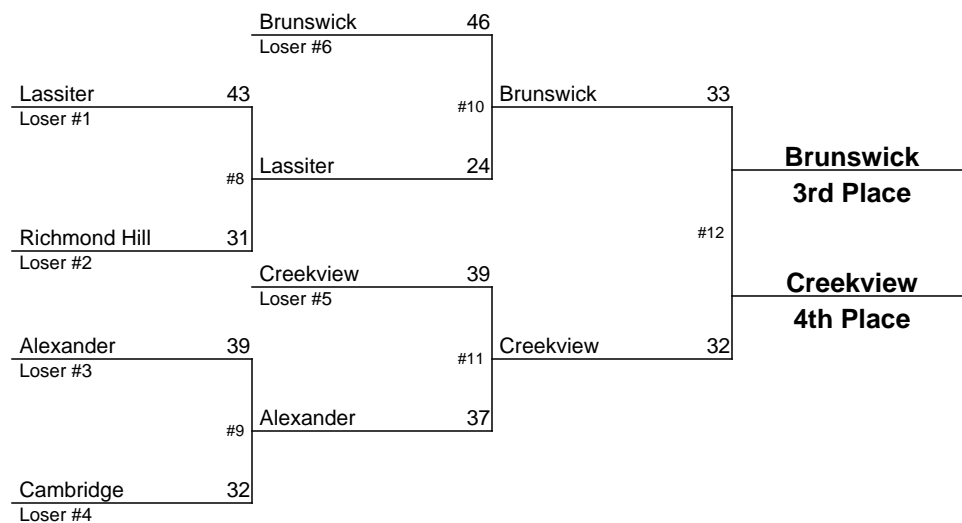 Brunswick 46
Loser #6
Lassiter 43
Loser #1
#10
Brunswick 33
Brunswick
3rd Place
#8
Lassiter 24
Richmond Hill 31
Loser #2
#12
Creekview 39
Loser #5
Creekview
4th Place
Alexander 39
Loser #3
#11
Creekview 32
#9
Alexander 37
Cambridge 32
Loser #4